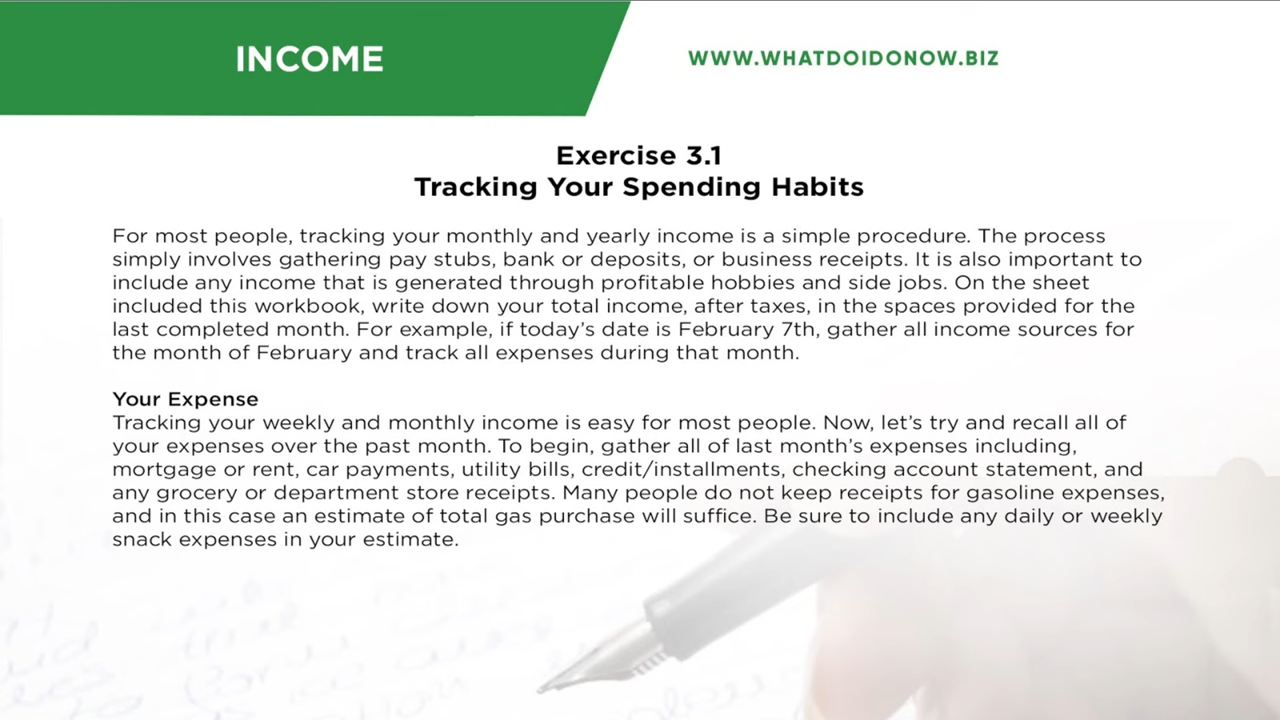 INCOME
WWW.WHATDOIDONOW.BIZ
Exercise 3.1
Tracking Your Spending Habits
For most people, tracking your monthly and yearly income is a simple procedure. The process
simply involves gathering pay stubs, bank or deposits, or business receipts. It is also important to
include any income that is generated through profitable hobbies and side jobs. On the sheet
included this workbook, write down your total income, after taxes, in the spaces provided for the
last completed month. For example, if today's date is February 7th, gather all income sources for
the month of February and track all expenses during that month.
Your Expense
Tracking your weekly and monthly income is easy for most people. Now, let's try and recall all of
your expenses over the past month. To begin, gather all of last month's expenses including,
mortgage or rent, car payments, utility bills, credit/installments, checking account statement, and
any grocery or department store receipts. Many people do not keep receipts for gasoline expenses,
and in this case an estimate of total gas purchase will suffice. Be sure to include any daily or weekly
snack expenses in your estimate.